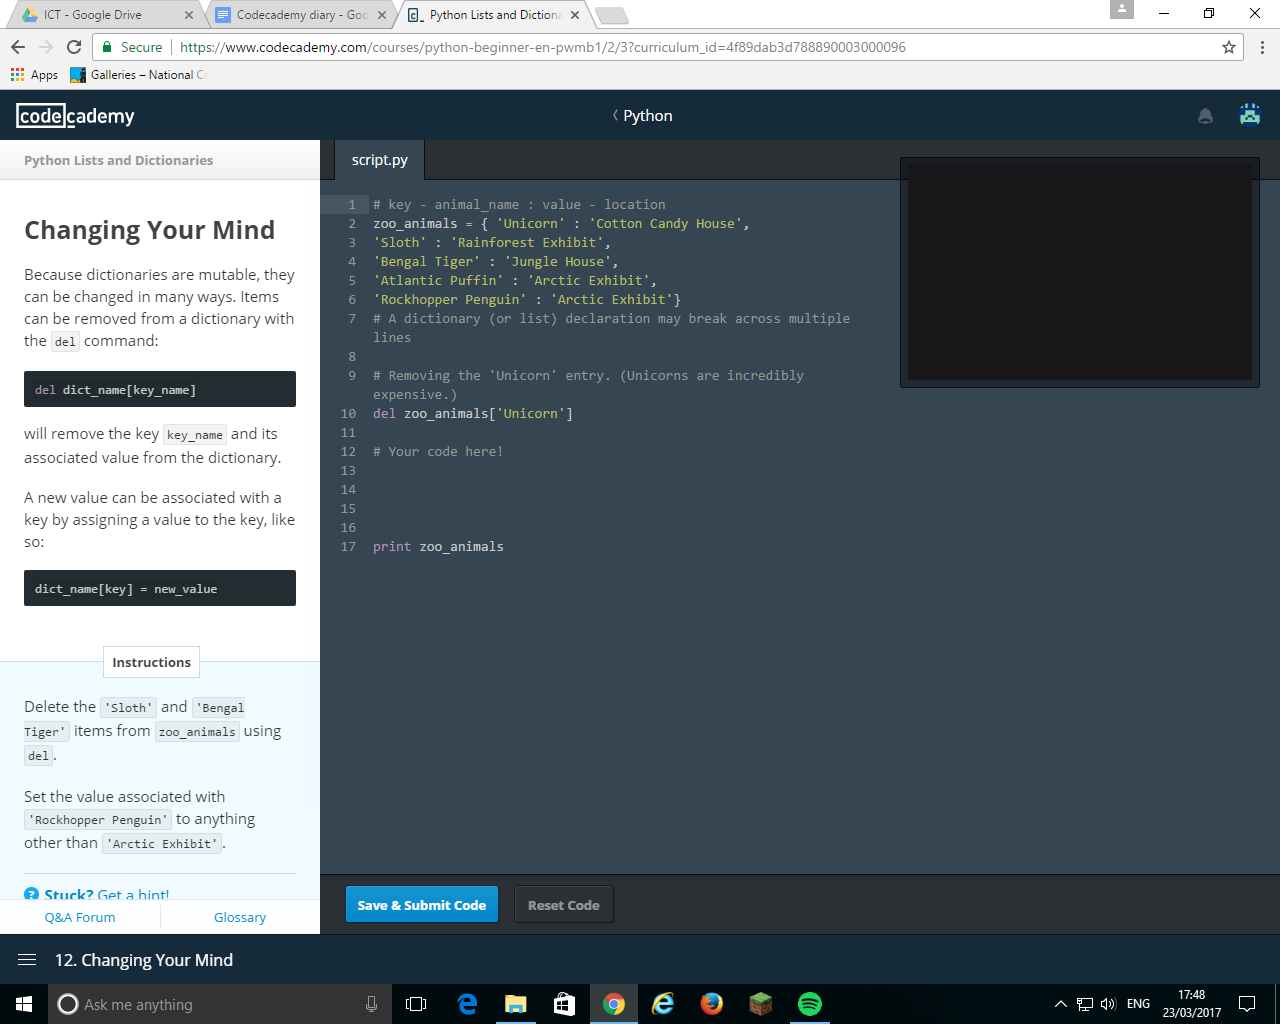 ICT - Google Drive
Codecademy diary - Goo
Python Lists and Dictiona
Secure
https://www.codecademy.com/courses/python-beginner-en-pwmb1/2/3?curriculum_id=4f89dab3d788890003000096
Apps
Galleries – National C
codecademy
Python
Python Lists and Dictionaries
script.py
Changing Your Mind
Because dictionaries are mutable, they
can be changed in many ways. Items
can be removed from a dictionary with
the del command:
del dict_name[key_name]
will remove the key key_name and its
associated value from the dictionary.
A new value can be associated with a
key by assigning a value to the key, like
so:
dict_name[key] = new_value
Instructions
Delete the 'Sloth' and 'Bengal
Tiger' items from zoo_animals using
del.
Set the value associated with
'Rockhopper Penguin' to anything
other than 'Arctic Exhibit'.
? Stuck? Get a hint!
Q&A Forum
Glossary
1 # key - animal_name : value - location
2 zoo_animals = { 'Unicorn' : 'Cotton Candy House',
3 'Sloth' : 'Rainforest Exhibit',
4 'Bengal Tiger' : 'Jungle House',
5 'Atlantic Puffin' : 'Arctic Exhibit',
6 'Rockhopper Penguin' : 'Arctic Exhibit'}
7 # A dictionary (or list) declaration may break across multiple
lines
8
9 # Removing the 'Unicorn' entry. (Unicorns are incredibly
expensive.)
10 del zoo_animals['Unicorn']
11
12 # Your code here!
13
14
15
16
17 print zoo_animals
Save & Submit Code
Reset Code
12. Changing Your Mind
Ask me anything
ENG
17:48
23/03/2017